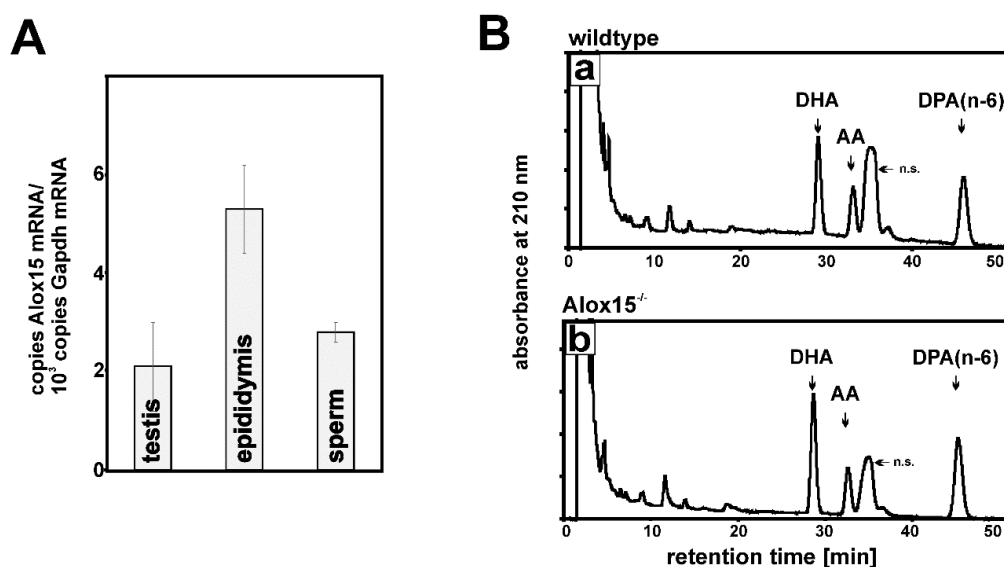 A
copies Alox15 mRNA/
10³ copies Gapdh mRNA
6
4
2
0
testis
epididymis
sperm
B
wildtype
a
DHA
AA
n.s.
DPA(n-6)
0 10 20 30 40 50
absorbance at 210 nm
Alox15⁻/⁻
b
DHA
AA
n.s.
DPA(n-6)
0 10 20 30 40 50
retention time [min]